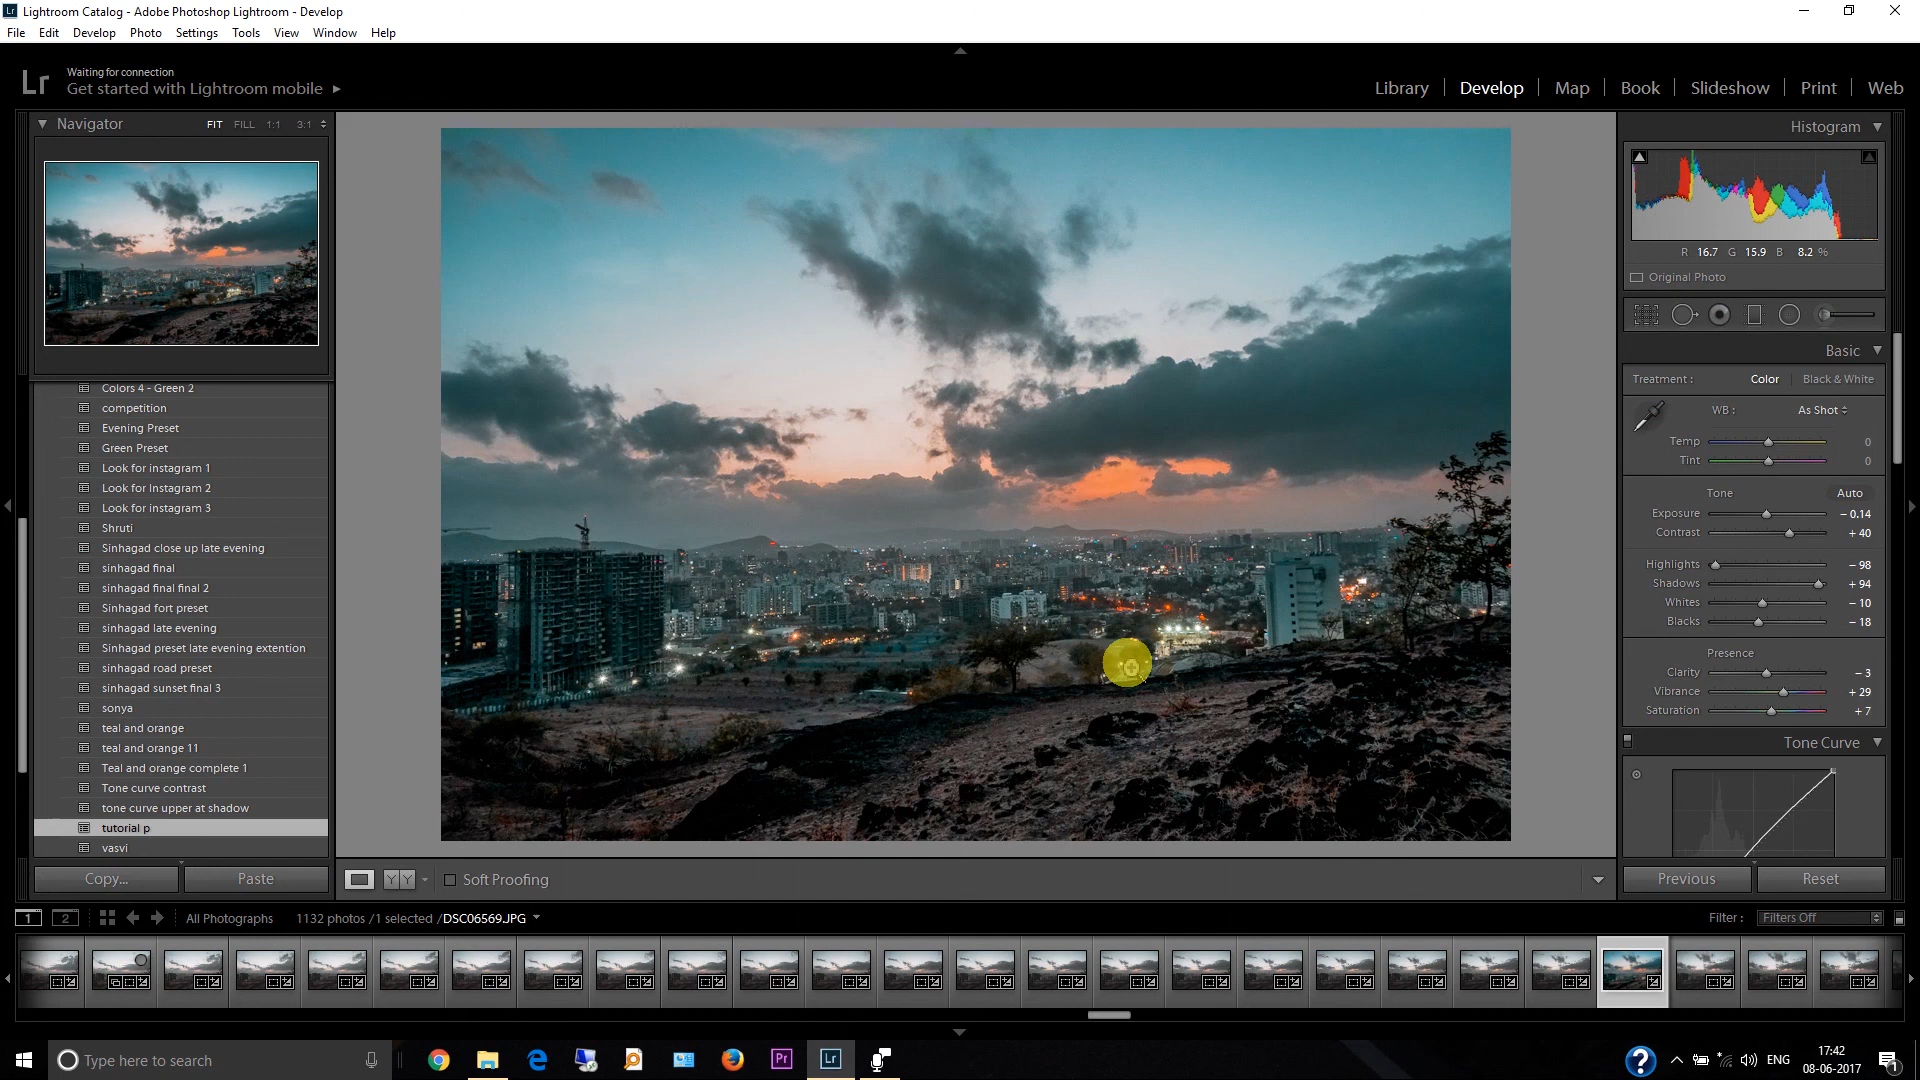 Lightroom Catalog - Adobe Photoshop Lightroom - Develop
File Edit Develop Photo Settings Tools View Window Help
Lr
Waiting for connection
Get started with Lightroom mobile
Library Develop Map Book Slideshow Print Web
Navigator FIT FILL 1:1 3:1
Colors 4 - Green 2
competition
Evening Preset
Green Preset
Look for instagram 1
Look for Instagram 2
Look for instagram 3
Shruti
Sinhagad close up late evening
sinhagad final
sinhagad final final 2
Sinhagad fort preset
sinhagad late evening
Sinhagad preset late evening extention
sinhagad road preset
sinhagad sunset final 3
sonya
teal and orange
teal and orange 11
Teal and orange complete 1
Tone curve contrast
tone curve upper at shadow
tutorial p
vasvi
Copy... Paste
YY Soft Proofing
Histogram
R 16.7 G 15.9 B 8.2 %
Original Photo
Basic
Treatment : Color Black & White
WB : As Shot
Temp 0
Tint 0
Tone Auto
Exposure - 0.14
Contrast + 40
Highlights - 98
Shadows + 94
Whites - 10
Blacks - 18
Presence
Clarity - 3
Vibrance + 29
Saturation + 7
Tone Curve
Previous Reset
1 2 All Photographs 1132 photos /1 selected /DSC06569.JPG Filter : Filters Off
Type here to search
Pr Lr
? ENG 17:42
08-06-2017
1